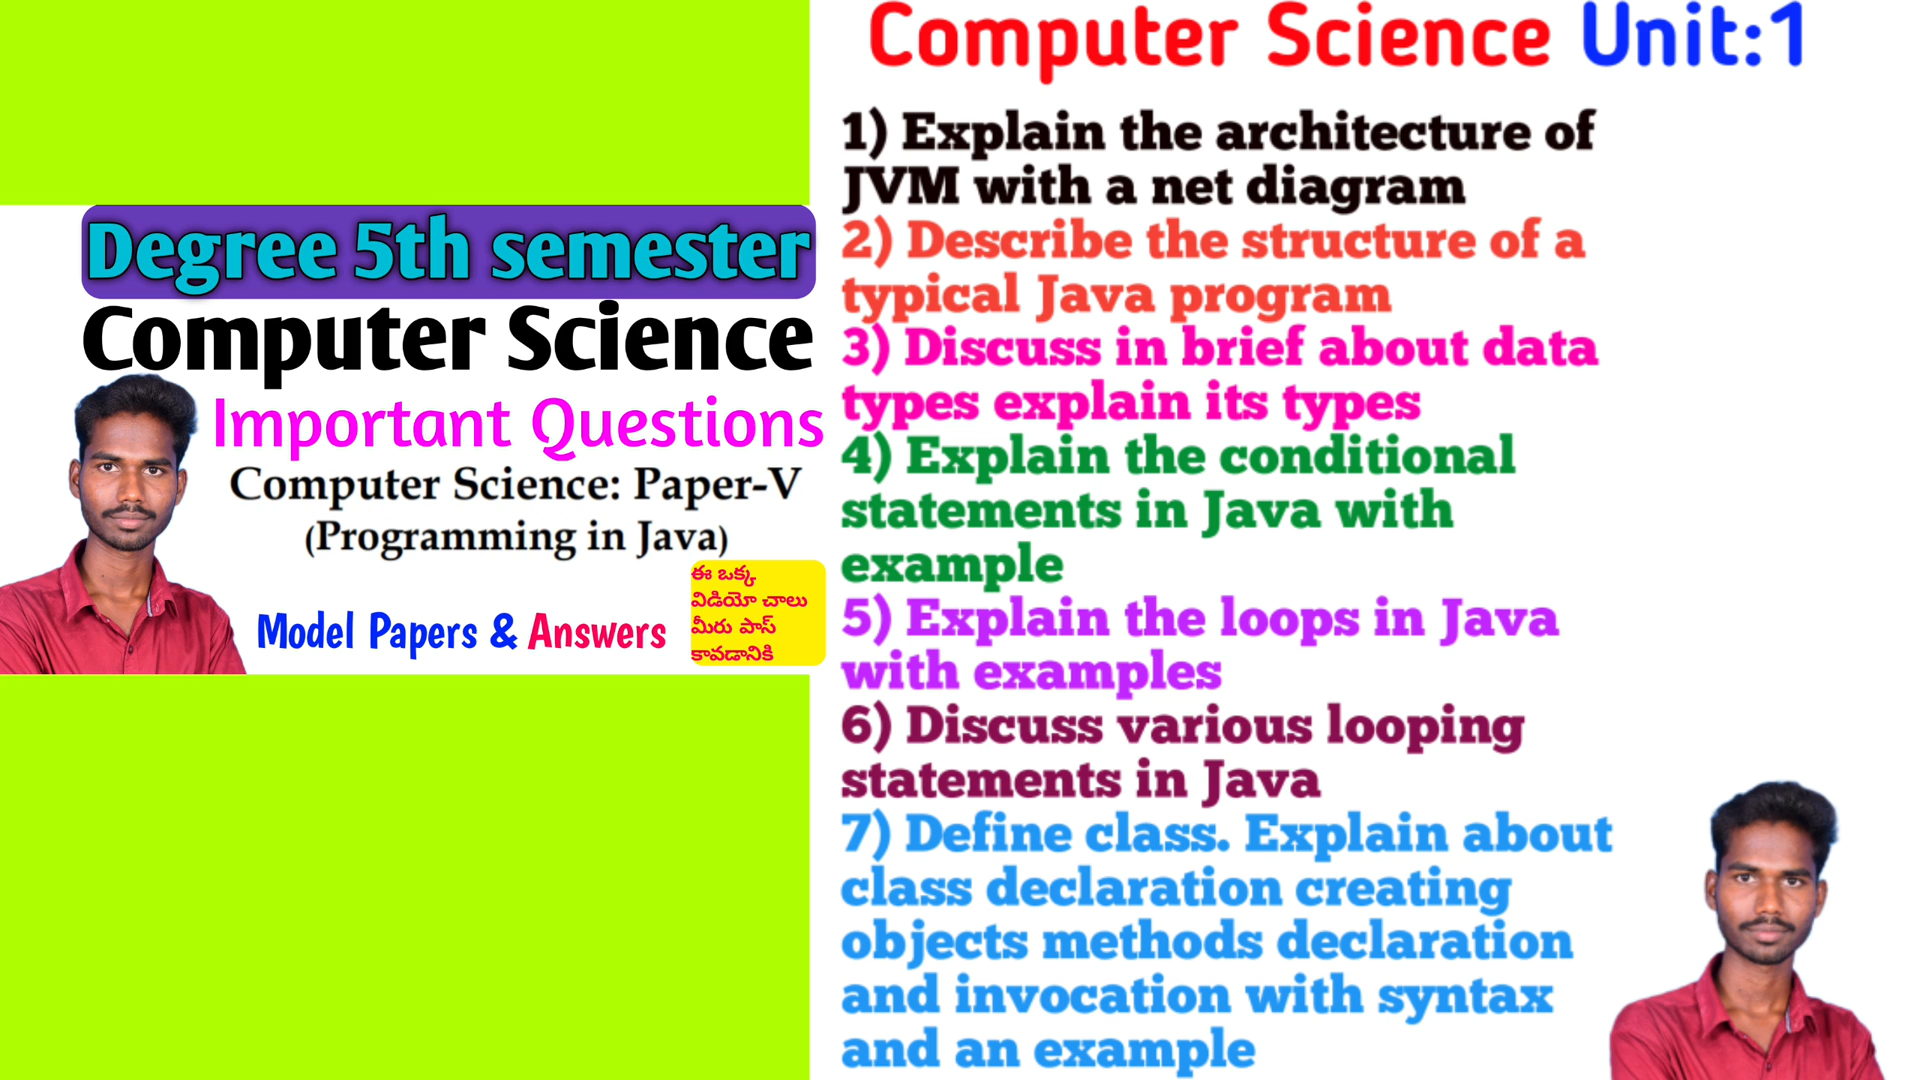 Degree 5th semester
Computer Science
Important Questions
Computer Science: Paper-V
(Programming in Java)
Model Papers & Answers
ఈ ఒక్క
విడియో చాలు
మీరు పాస్
కావడానికి
Computer Science Unit:1
1) Explain the architecture of
JVM with a net diagram
2) Describe the structure of a
typical Java program
3) Discuss in brief about data
types explain its types
4) Explain the conditional
statements in Java with
example
5) Explain the loops in Java
with examples
6) Discuss various looping
statements in Java
7) Define class. Explain about
class declaration creating
objects methods declaration
and invocation with syntax
and an example